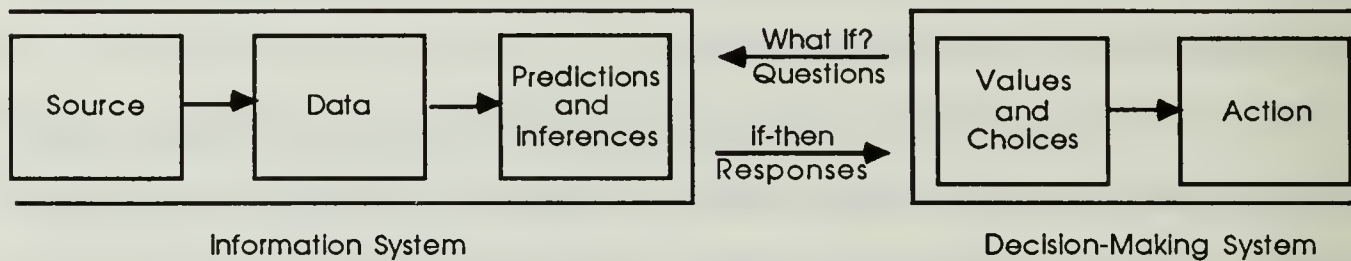 Source
Data
Predictions
and
Inferences
What If?
Questions
if-then
Responses
Values
and
Choices
Action
Information System
Decision-Making System